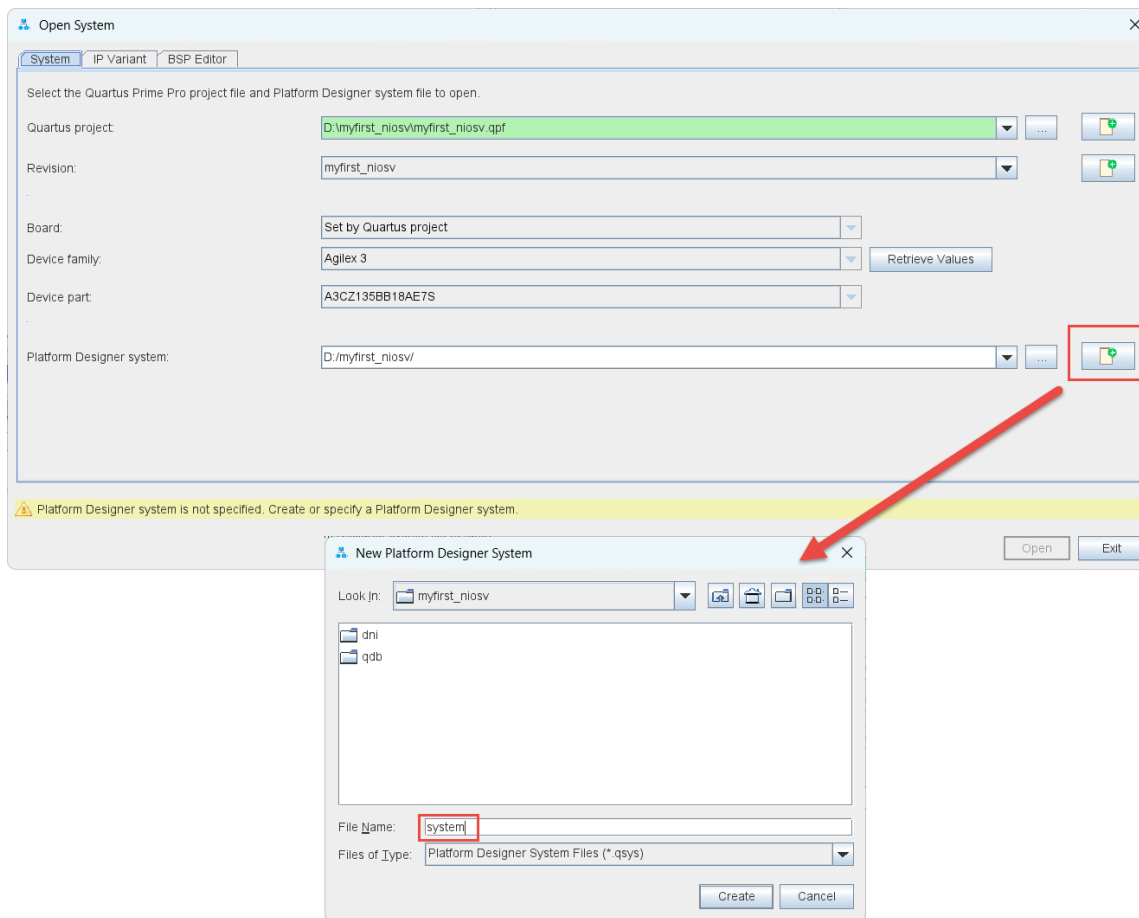 Open System
System IP Variant BSP Editor
Select the Quartus Prime Pro project file and Platform Designer system file to open.
Quartus project: D:\myfirst_niosv\myfirst_niosv.qpf ...
Revision: myfirst_niosv
Board: Set by Quartus project
Device family: Agilex 3 Retrieve Values
Device part: A3CZ135BB18AE7S
Platform Designer system: D:/myfirst_niosv/ ...
Platform Designer system is not specified. Create or specify a Platform Designer system.
Open Exit
New Platform Designer System
Look In: myfirst_niosv
dni
qdb
File Name: system
Files of Type: Platform Designer System Files (*.qsys)
Create Cancel